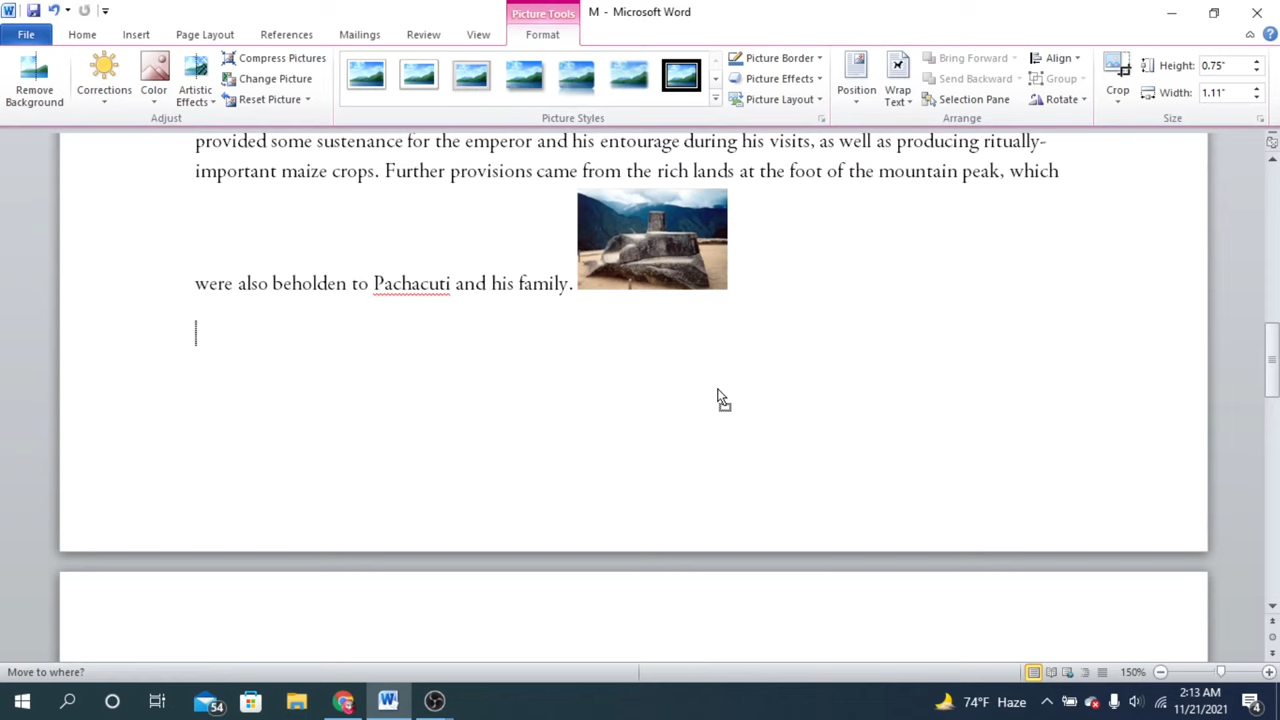 Picture Tools
M - Microsoft Word
File
Home
Insert
Page Layout
References
Mailings
Review
View
Format
Remove Background
Corrections
Color
Artistic Effects
Compress Pictures
Change Picture
Reset Picture
Adjust
Picture Styles
Picture Border
Picture Effects
Picture Layout
Position
Wrap Text
Bring Forward
Send Backward
Selection Pane
Align
Group
Rotate
Arrange
Crop
Height: 0.75"
Width: 1.11"
Size
provided some sustenance for the emperor and his entourage during his visits, as well as producing ritually-
important maize crops. Further provisions came from the rich lands at the foot of the mountain peak, which
were also beholden to Pachacuti and his family.
Move to where?
150%
54
74°F Haze
2:13 AM
11/21/2021
4